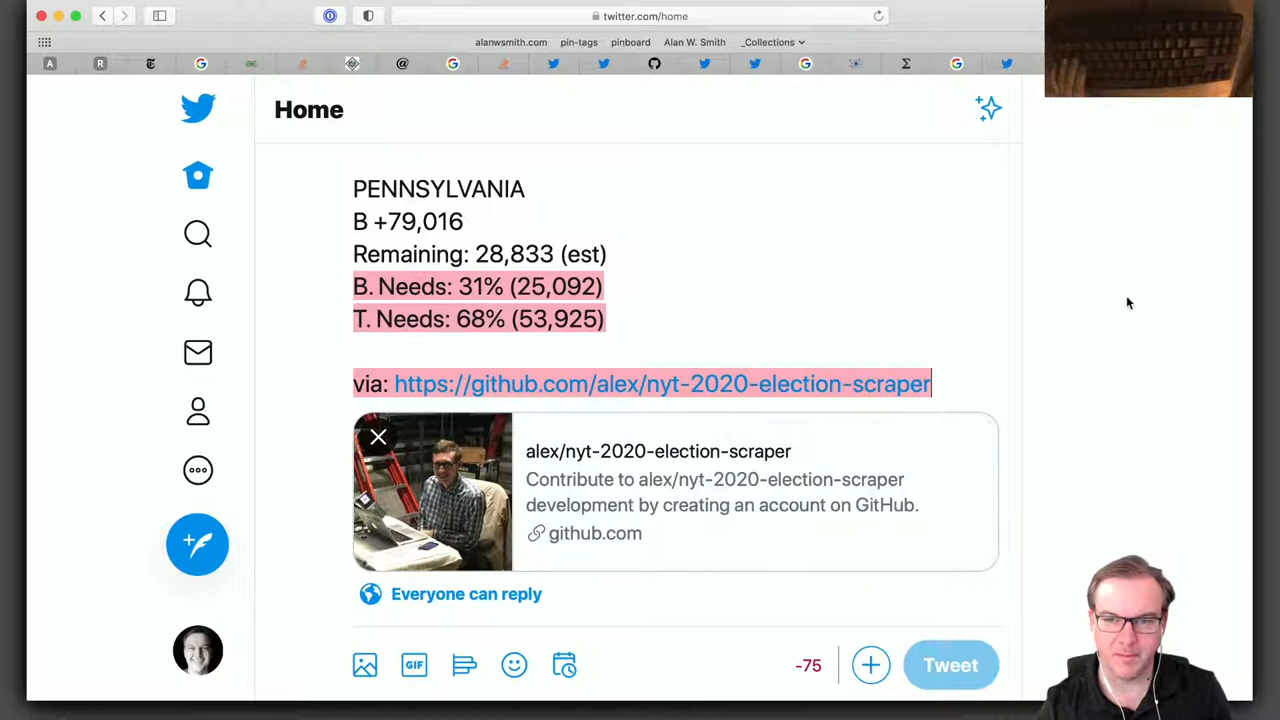 twitter.com/home
alanwsmith.com pin-tags pinboard Alan W. Smith _Collections
A R
Home
PENNSYLVANIA
B +79,016
Remaining: 28,833 (est)
B. Needs: 31% (25,092)
T. Needs: 68% (53,925)
via: https://github.com/alex/nyt-2020-election-scraper
alex/nyt-2020-election-scraper
Contribute to alex/nyt-2020-election-scraper
development by creating an account on GitHub.
github.com
Everyone can reply
GIF
-75
Tweet